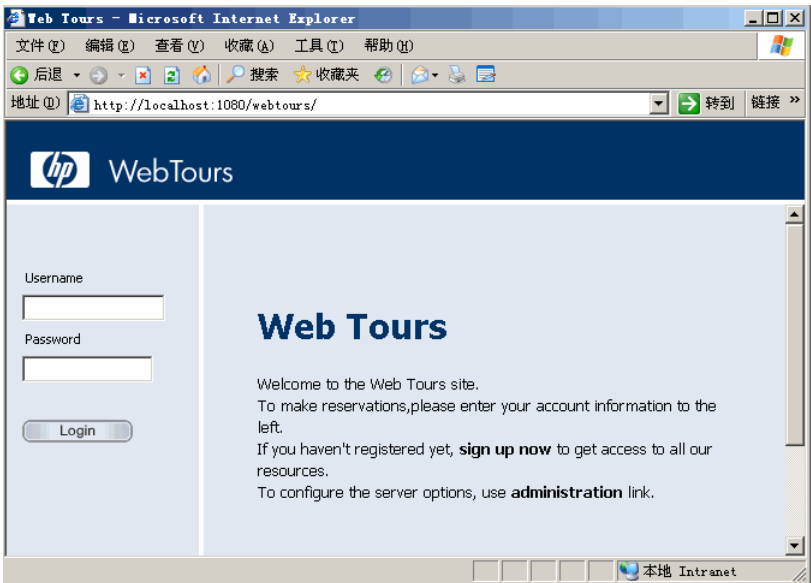 Web Tours - Microsoft Internet Explorer
文件(F) 编辑(E) 查看(V) 收藏(A) 工具(T) 帮助(H)
后退 搜索 收藏夹
地址(D) http://localhost:1080/webtours/ 转到 链接 »
hp WebTours
Username
Password
Login
Web Tours
Welcome to the Web Tours site.
To make reservations,please enter your account information to the
left.
If you haven't registered yet, sign up now to get access to all our
resources.
To configure the server options, use administration link.
本地 Intranet